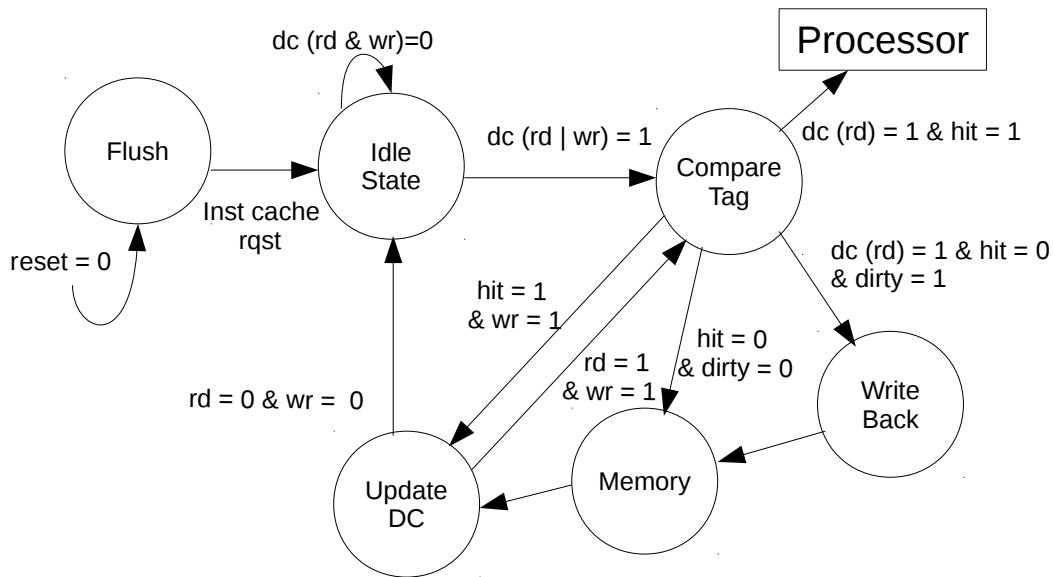 Processor
dc (rd & wr)=0
Flush
Idle
State
dc (rd | wr) = 1
Compare
Tag
dc (rd) = 1 & hit = 1
Inst cache
rqst
reset = 0
dc (rd) = 1 & hit = 0
& dirty = 1
hit = 1
& wr = 1
hit = 0
& dirty = 0
rd = 1
& wr = 1
rd = 0 & wr =  0
Write
Back
Memory
Update
DC